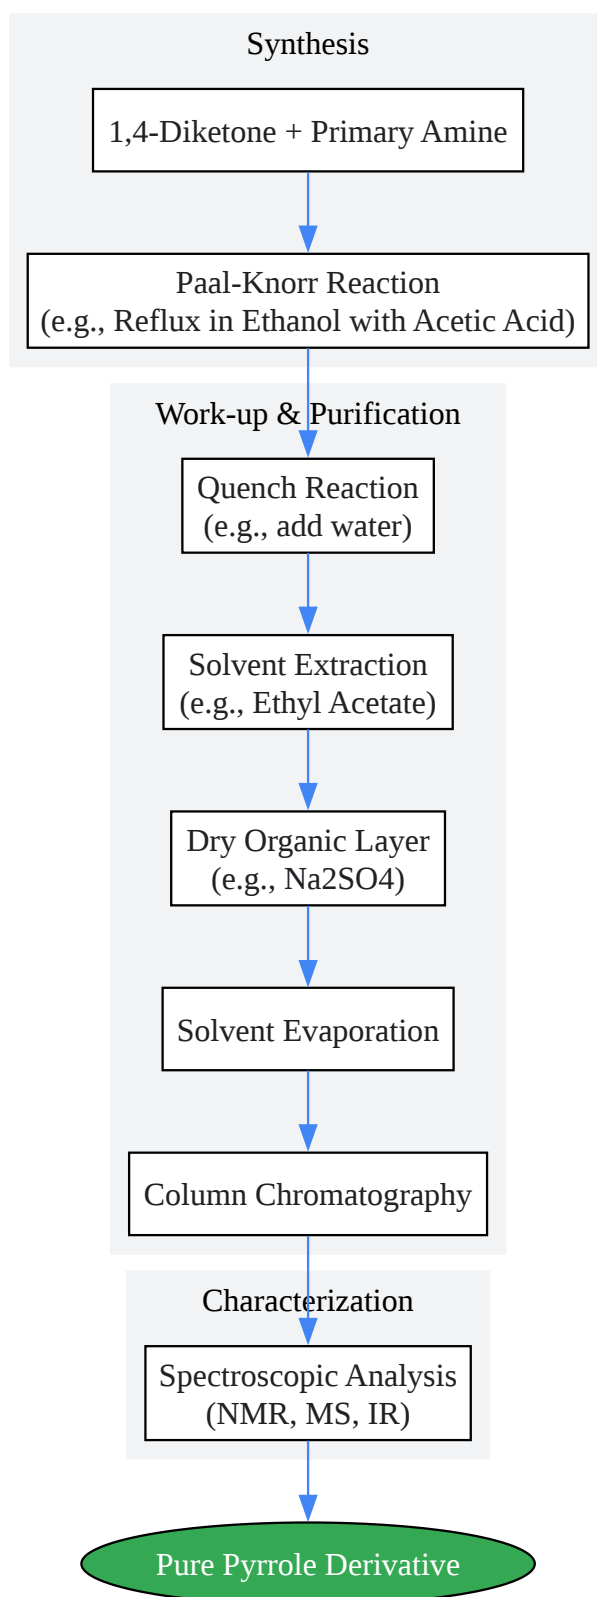 Synthesis
1,4-Diketone + Primary Amine
Paal-Knorr Reaction
(e.g., Reflux in Ethanol with Acetic Acid)
Work-up & Purification
Quench Reaction
(e.g., add water)
Solvent Extraction
(e.g., Ethyl Acetate)
Dry Organic Layer
(e.g., Na2SO4)
Solvent Evaporation
Column Chromatography
Characterization
Spectroscopic Analysis
(NMR, MS, IR)
Pure Pyrrole Derivative